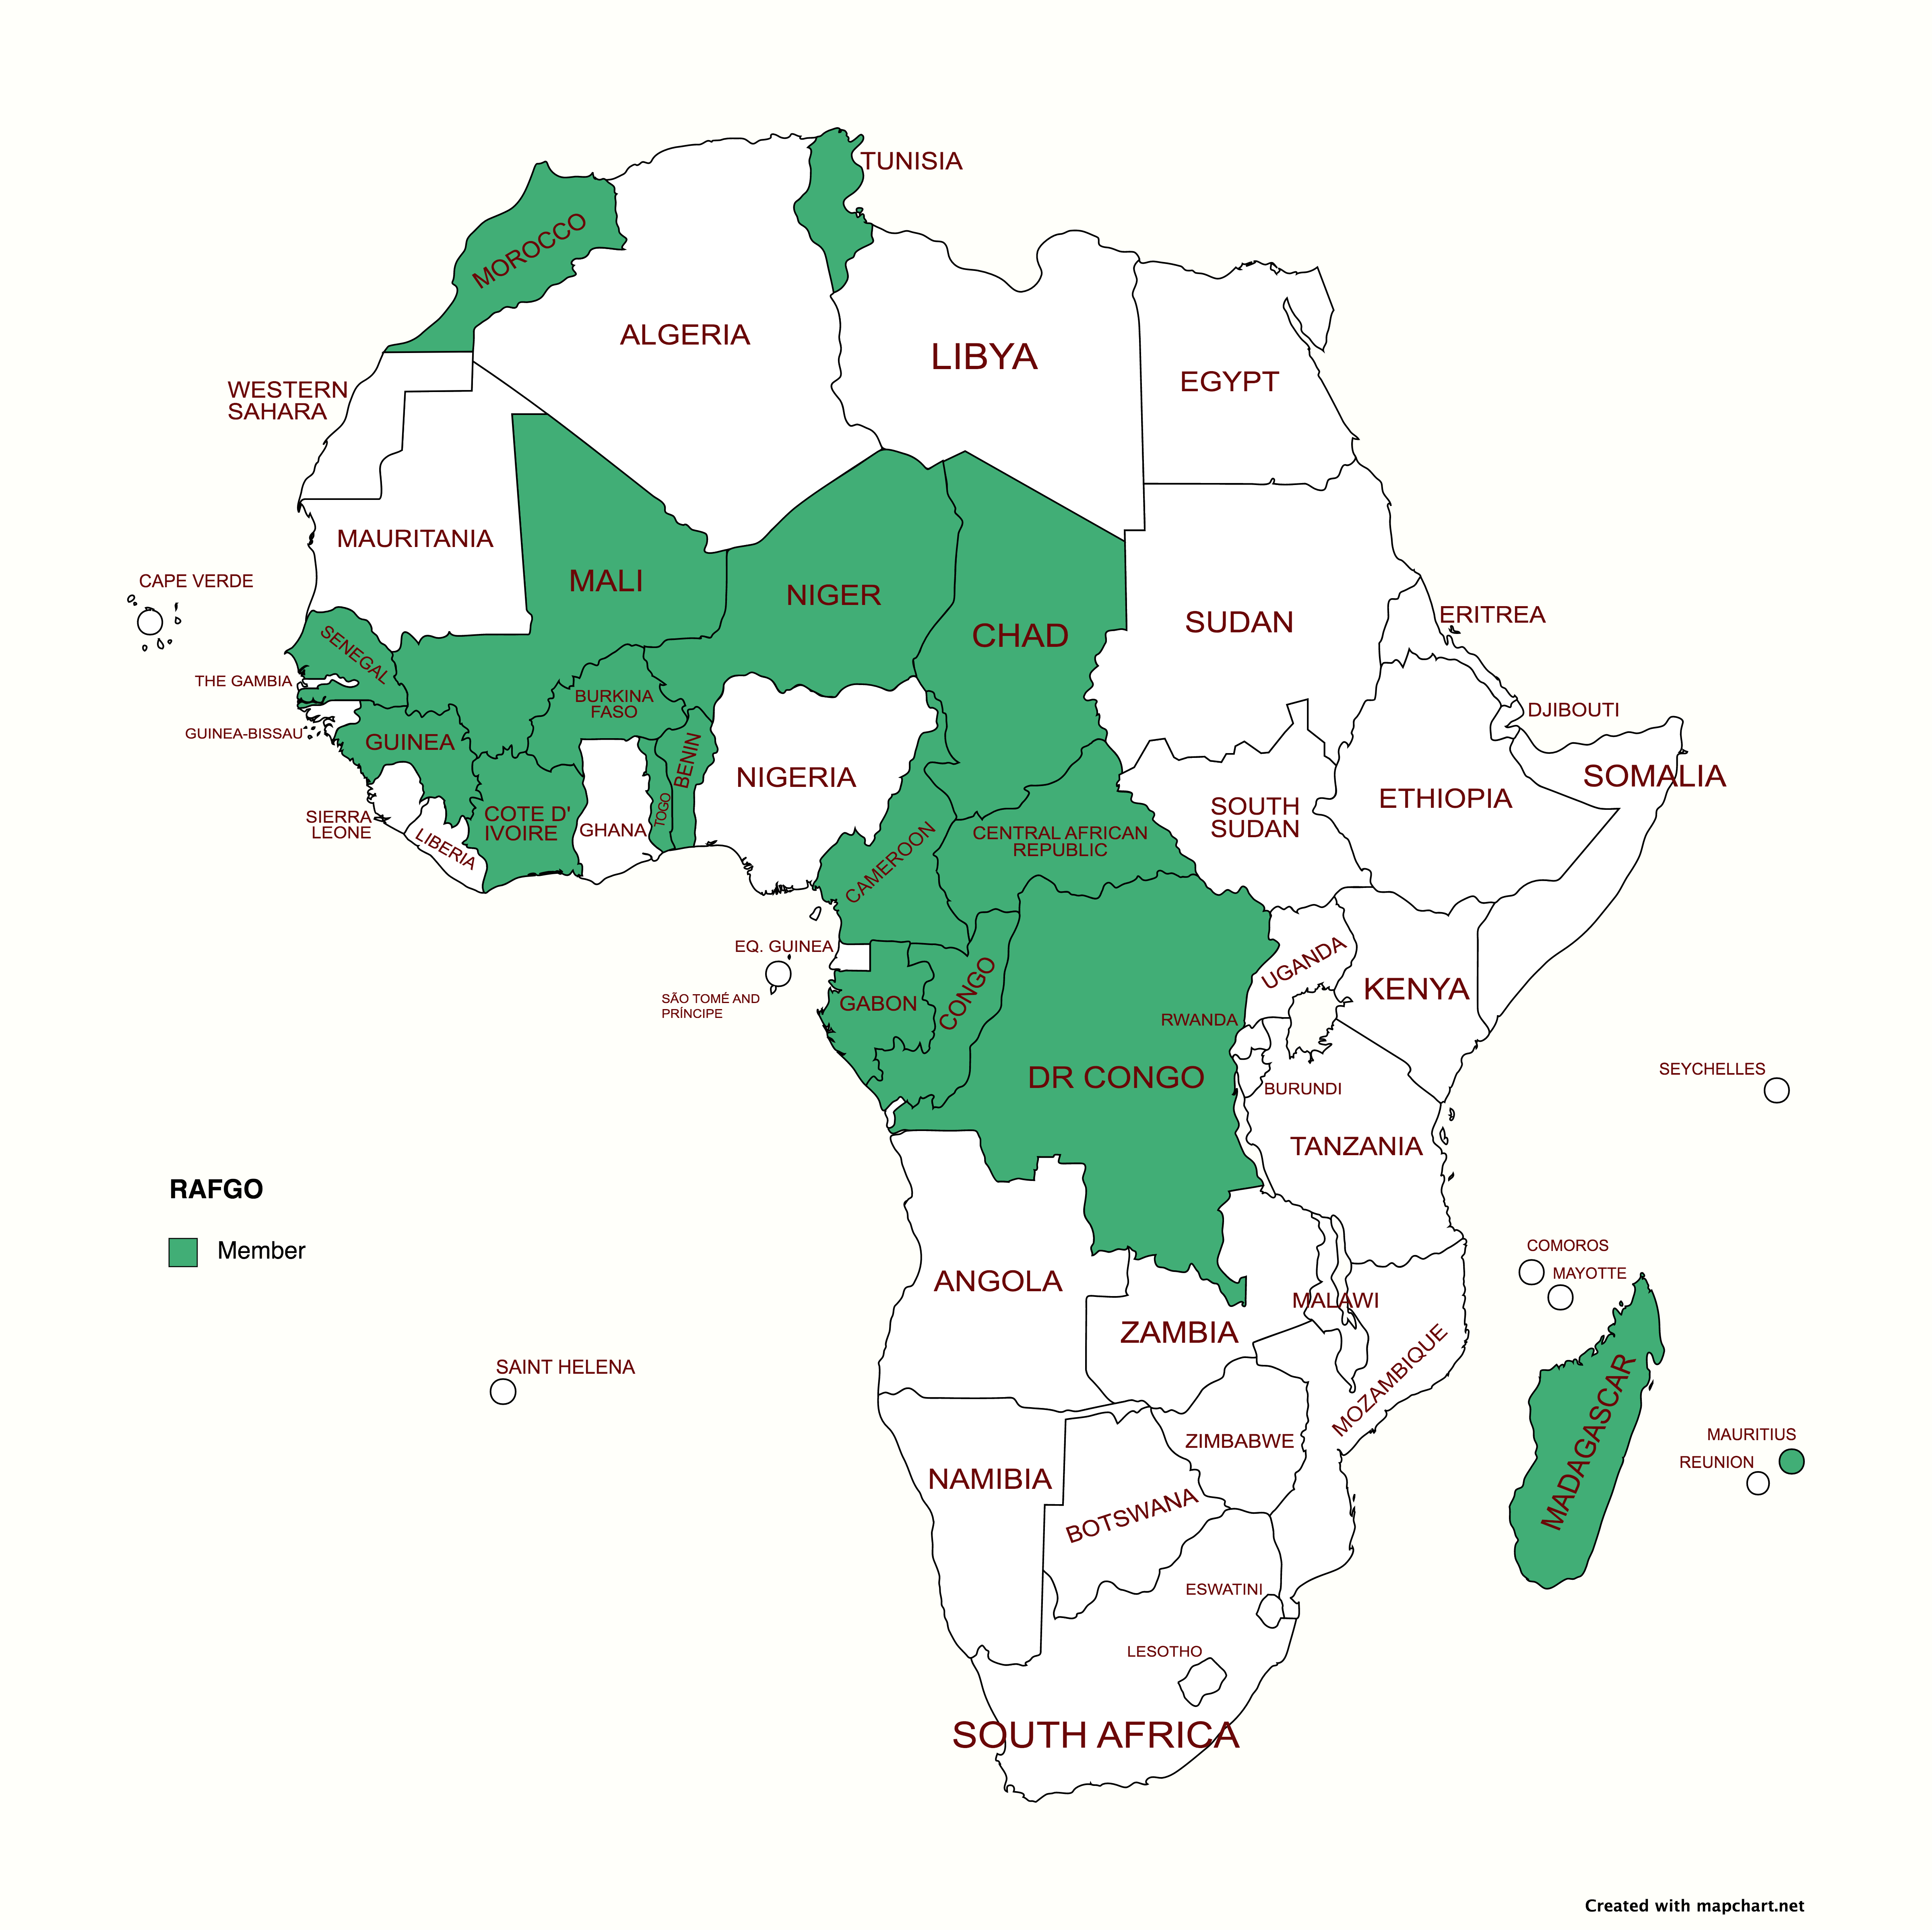 TUNISIA
MOROCCO
ALGERIA
LIBYA
EGYPT
WESTERN
SAHARA
MAURITANIA
CAPE VERDE
MALI
NIGER
CHAD
SUDAN
ERITREA
SENEGAL
THE GAMBIA
GUINEA-BISSAU
GUINEA
BURKINA
FASO
BENIN
DJIBOUTI
NIGERIA
SOMALIA
ETHIOPIA
SOUTH
SUDAN
SIERRA
LEONE
LIBERIA
COTE D'
IVOIRE
GHANA
TOGO
CENTRAL AFRICAN
REPUBLIC
CAMEROON
EQ. GUINEA
SÃO TOMÉ AND
PRÍNCIPE
GABON
CONGO
UGANDA
KENYA
RWANDA
DR CONGO
BURUNDI
SEYCHELLES
TANZANIA
RAFGO
Member
COMOROS
MAYOTTE
ANGOLA
MALAWI
ZAMBIA
MOZAMBIQUE
SAINT HELENA
MADAGASCAR
MAURITIUS
REUNION
ZIMBABWE
NAMIBIA
BOTSWANA
ESWATINI
LESOTHO
SOUTH AFRICA
Created with mapchart.net